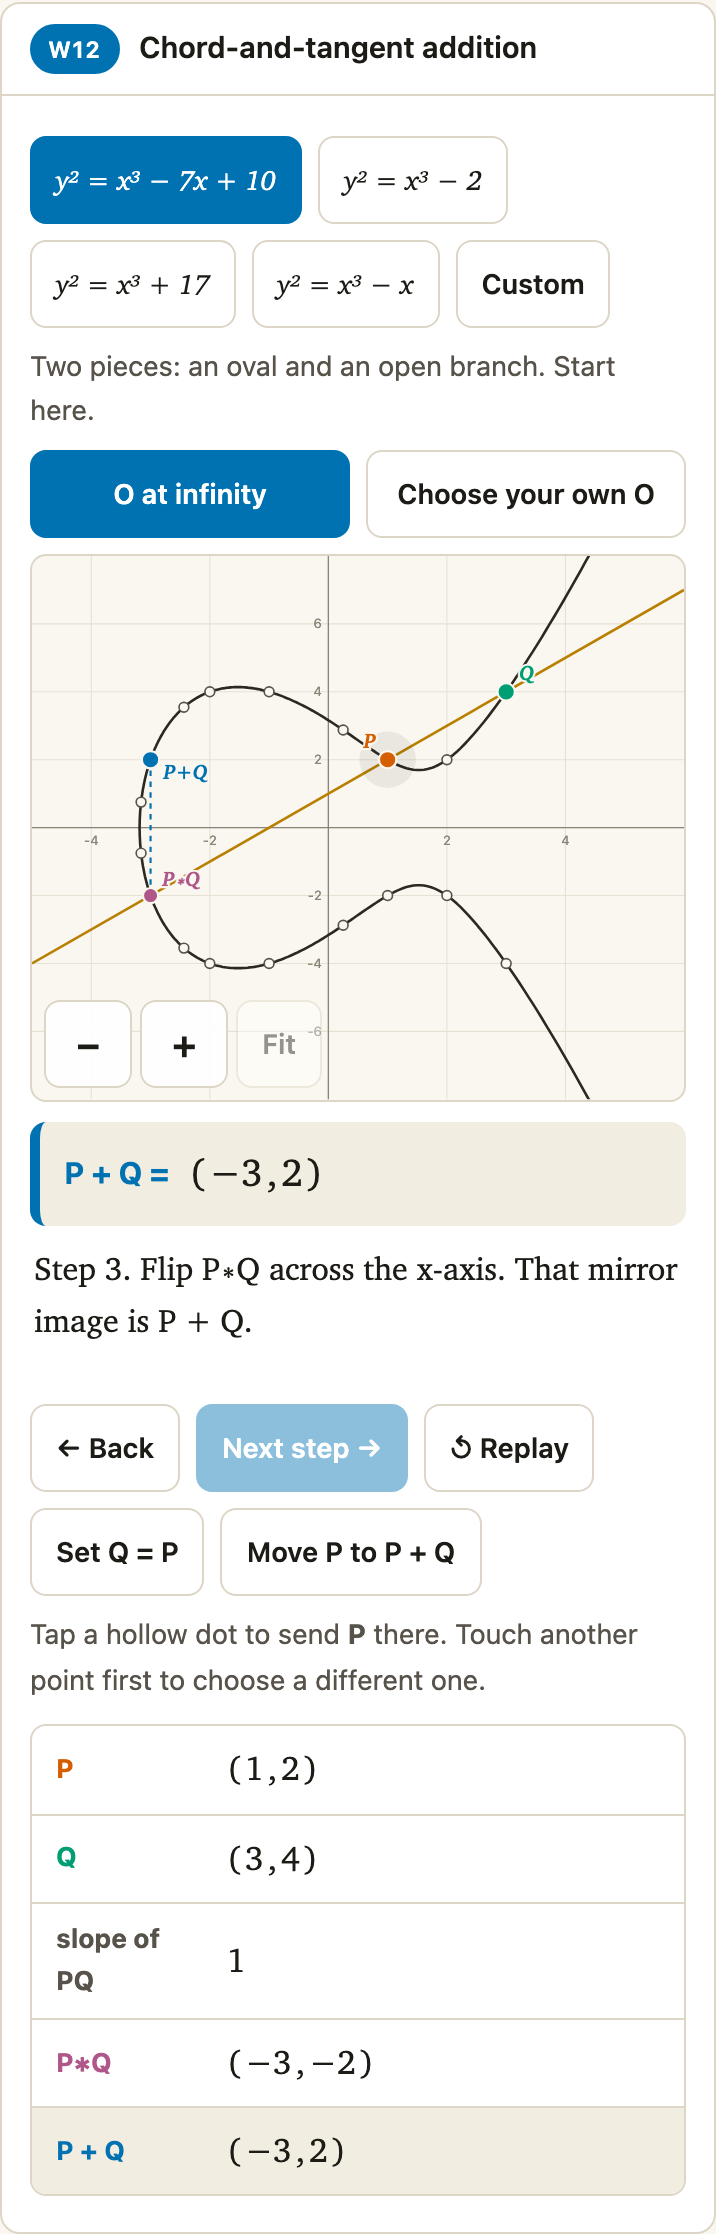 W12 Chord-and-tangent addition
y² = x³ − 7x + 10 y² = x³ − 2
y² = x³ + 17 y² = x³ − x Custom
Two pieces: an oval and an open branch. Start
here.
O at infinity Choose your own O
6
Q
4
P
2
P+Q
-4 -2 2 4
P∗Q
-2
-4
-6
− + Fit
P + Q = (−3,2)
Step 3. Flip P∗Q across the x-axis. That mirror
image is P + Q.
← Back Next step → ↺ Replay
Set Q = P Move P to P + Q
Tap a hollow dot to send P there. Touch another
point first to choose a different one.
P (1,2)
Q (3,4)
slope of
PQ 1
P∗Q (−3,−2)
P + Q (−3,2)